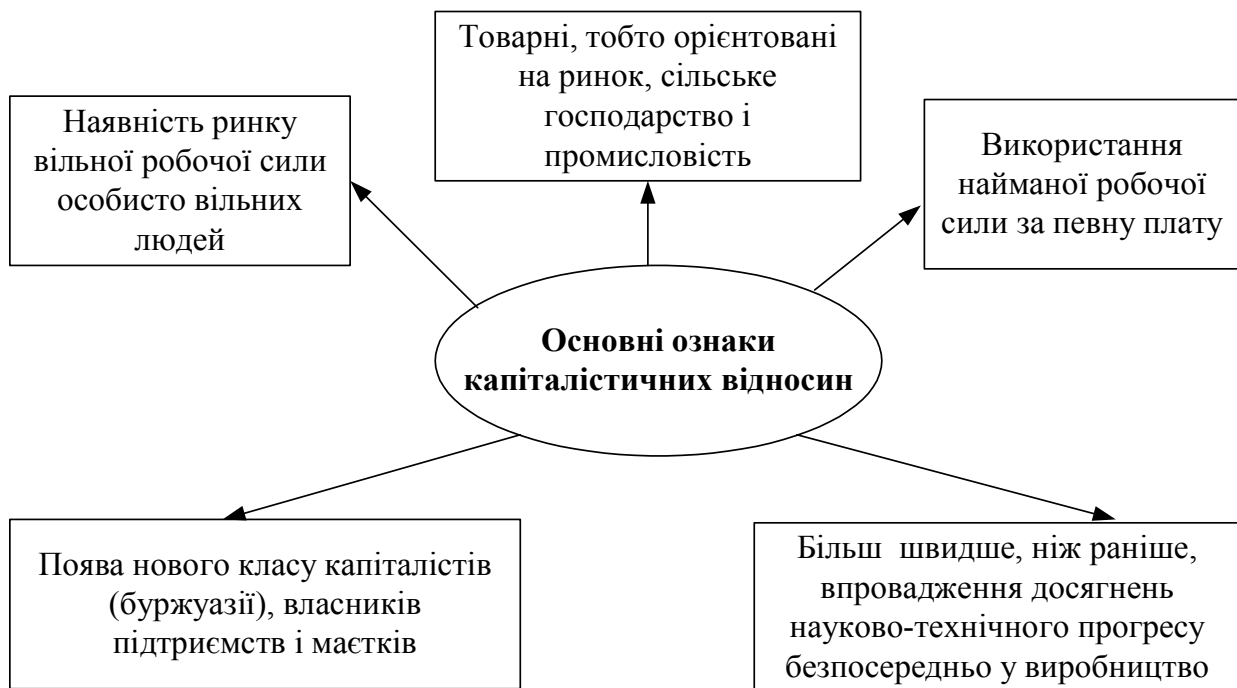 Товарні, тобто орієнтовані
на ринок, сільське
господарство і
промисловість
Наявність ринку
вільної робочої сили
особисто вільних
людей
Використання
найманої робочої
сили за певну плату
Основні ознаки
капіталістичних відносин
Поява нового класу капіталістів
(буржуазії), власників
підтриємств і маєтків
Більш швидше, ніж раніше,
впровадження досягнень
науково-технічного прогресу
безпосередньо у виробництво